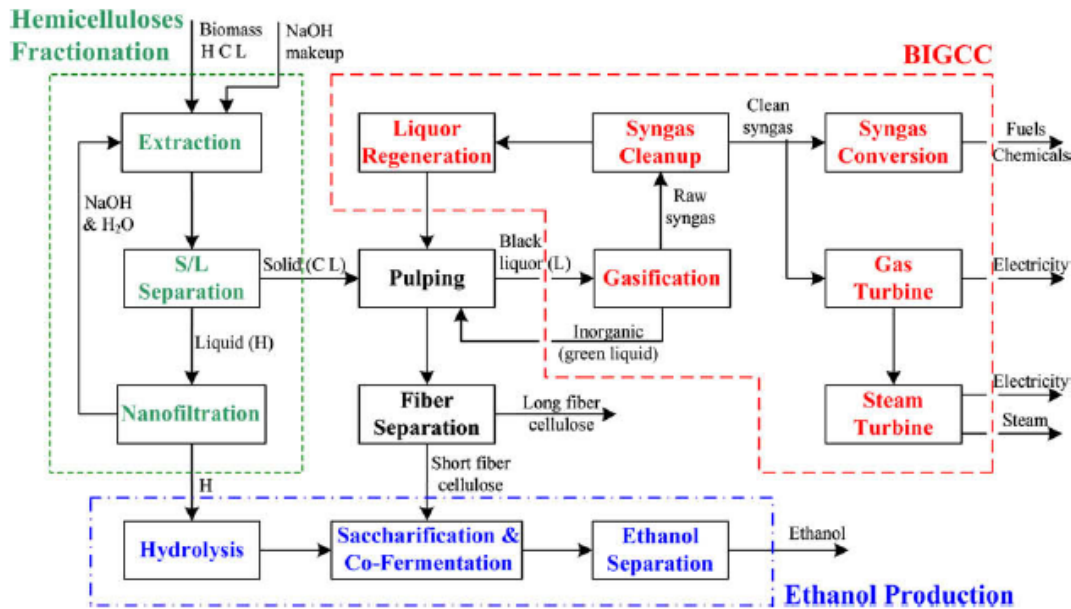 Hemicelluloses
Fractionation
Biomass
H C L
NaOH
makeup
BIGCC
Extraction
Liquor
Regeneration
Syngas
Cleanup
Clean
syngas
Syngas
Conversion
Fuels
Chemicals
NaOH
& H₂O
Raw
syngas
S/L
Separation
Solid (C L)
Pulping
Black
liquor (L)
Gasification
Gas
Turbine
Electricity
Liquid (H)
Inorganic
(green liquid)
Nanofiltration
Fiber
Separation
Long fiber
cellulose
Steam
Turbine
Electricity
Steam
H
Short fiber
cellulose
Hydrolysis
Saccharification &
Co-Fermentation
Ethanol
Separation
Ethanol
Ethanol Production